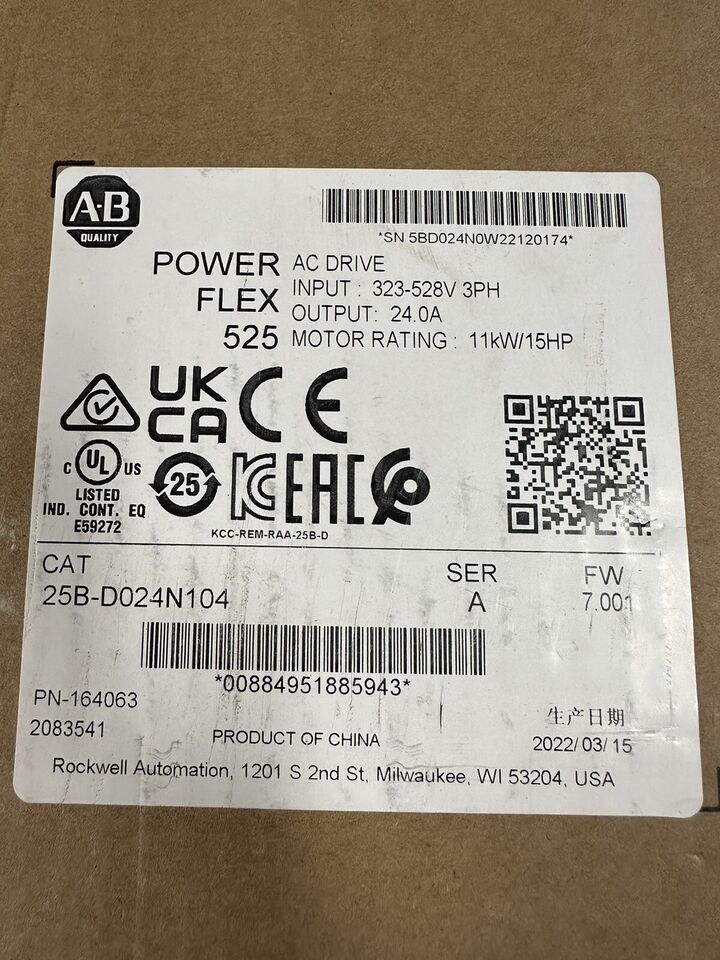 A-B
QUALITY
*SN 5BD024N0W22120174*
POWER FLEX 525
AC DRIVE
INPUT : 323-528V 3PH
OUTPUT: 24.0A
MOTOR RATING : 11kW/15HP
UK CA CE
C UL US
LISTED
IND. CONT. EQ
E59272
25
KC EAC
KCC-REM-RAA-25B-D
CAT
25B-D024N104
SER
A
FW
7.001
*00884951885943*
PN-164063
2083541
PRODUCT OF CHINA
生产日期
2022/03/15
Rockwell Automation, 1201 S 2nd St, Milwaukee, WI 53204, USA